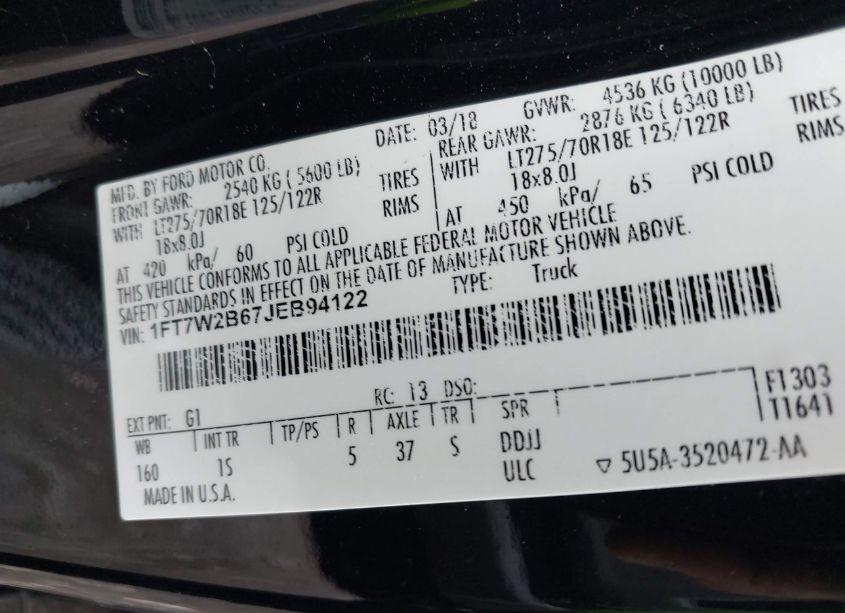 MFD. BY FORD MOTOR CO.
DATE: 03/18
GVWR: 4536 KG (10000 LB)
FRONT GAWR: 2540 KG ( 5600 LB)
REAR GAWR: 2876 KG ( 6340 LB)
WITH LT275/70R18E 125/122R TIRES
WITH LT275/70R18E 125/122R TIRES
18x8.0J RIMS
18x8.0J RIMS
AT 420 kPa/ 60 PSI COLD
AT 450 kPa/ 65 PSI COLD
THIS VEHICLE CONFORMS TO ALL APPLICABLE FEDERAL MOTOR VEHICLE
SAFETY STANDARDS IN EFFECT ON THE DATE OF MANUFACTURE SHOWN ABOVE.
VIN: 1FT7W2B67JEB94122
TYPE: Truck
EXT PNT: G1 RC: 13 DSO:
F1303
T1641
WB INT TR TP/PS R AXLE TR SPR
160 1S 5 37 S DDJJ
ULC
MADE IN U.S.A.
▽ 5U5A-3520472-AA